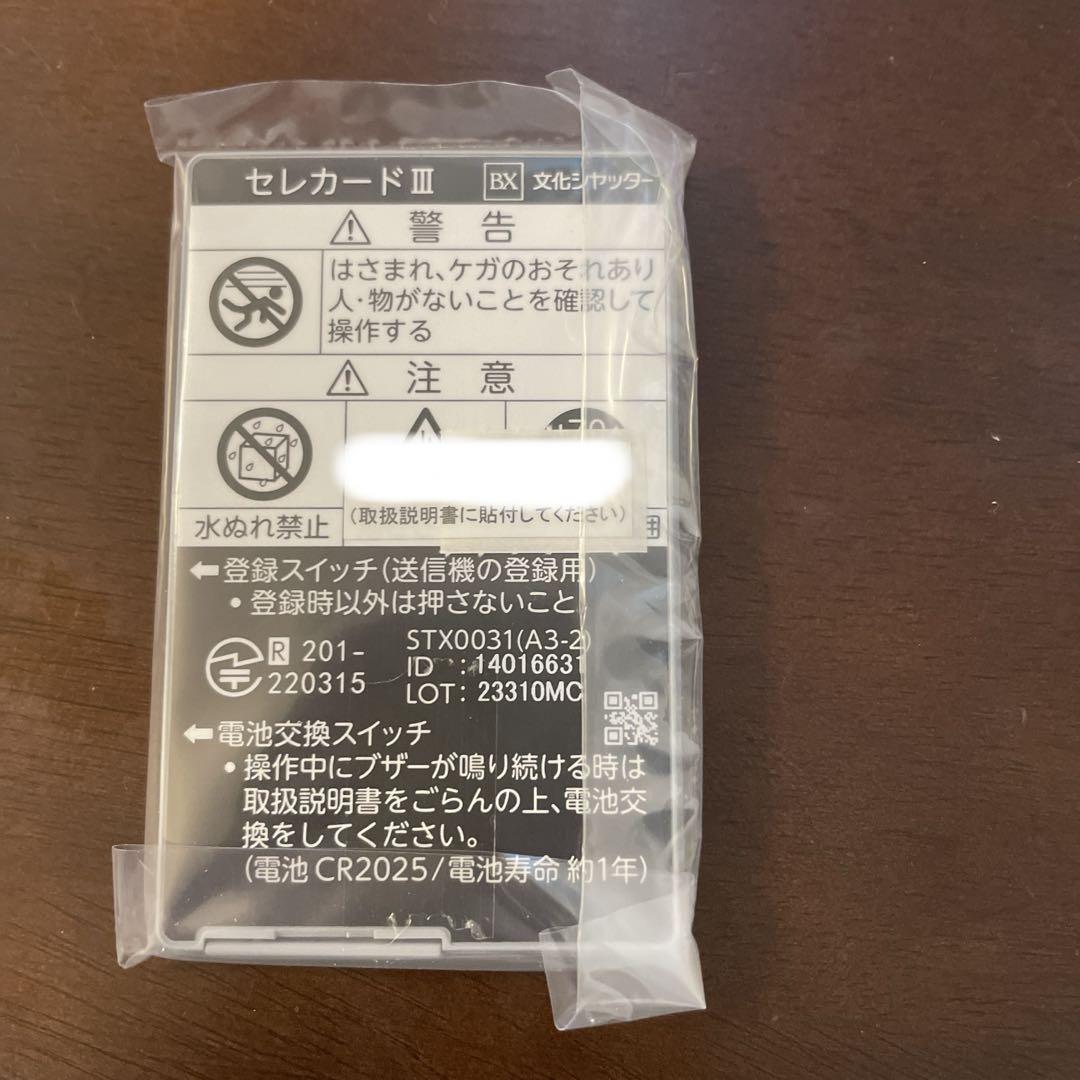 セレカードⅢ BX 文化シヤッター
警告
はさまれ、ケガのおそれあり
人・物がないことを確認して
操作する
注意
水ぬれ禁止
(取扱説明書に貼付してください)
囲
登録スイッチ(送信機の登録用)
・登録時以外は押さないこと
R 201-
220315
STX0031(A3-2)
ID :14016631
LOT: 23310MC
電池交換スイッチ
・操作中にブザーが鳴り続ける時は
取扱説明書をごらんの上、電池交
換をしてください。
(電池 CR2025/電池寿命 約1年)